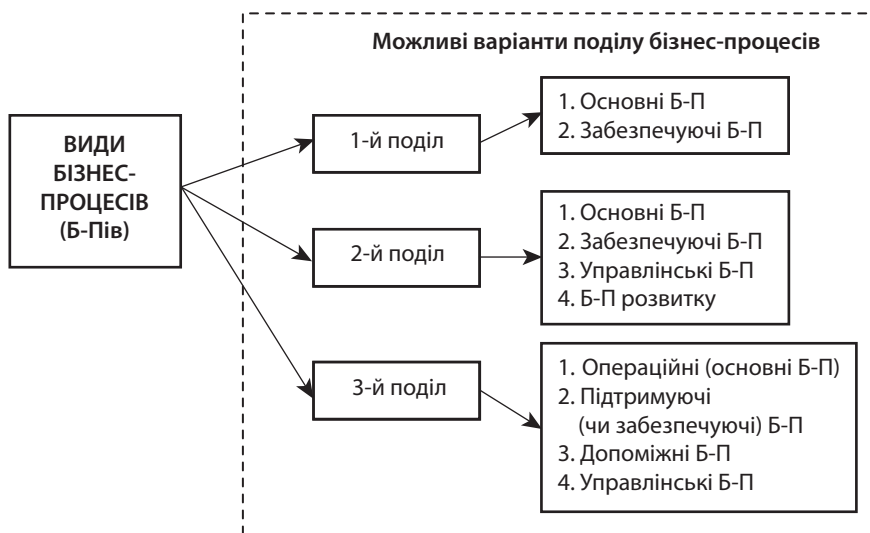 Можливі варіанти поділу бізнес-процесів
ВИДИ
БІЗНЕС-
ПРОЦЕСІВ
(Б-Пів)
1-й поділ
1. Основні Б-П
2. Забезпечуючі Б-П
2-й поділ
1. Основні Б-П
2. Забезпечуючі Б-П
3. Управлінські Б-П
4. Б-П розвитку
3-й поділ
1. Операційні (основні Б-П)
2. Підтримуючі
(чи забезпечуючі) Б-П
3. Допоміжні Б-П
4. Управлінські Б-П